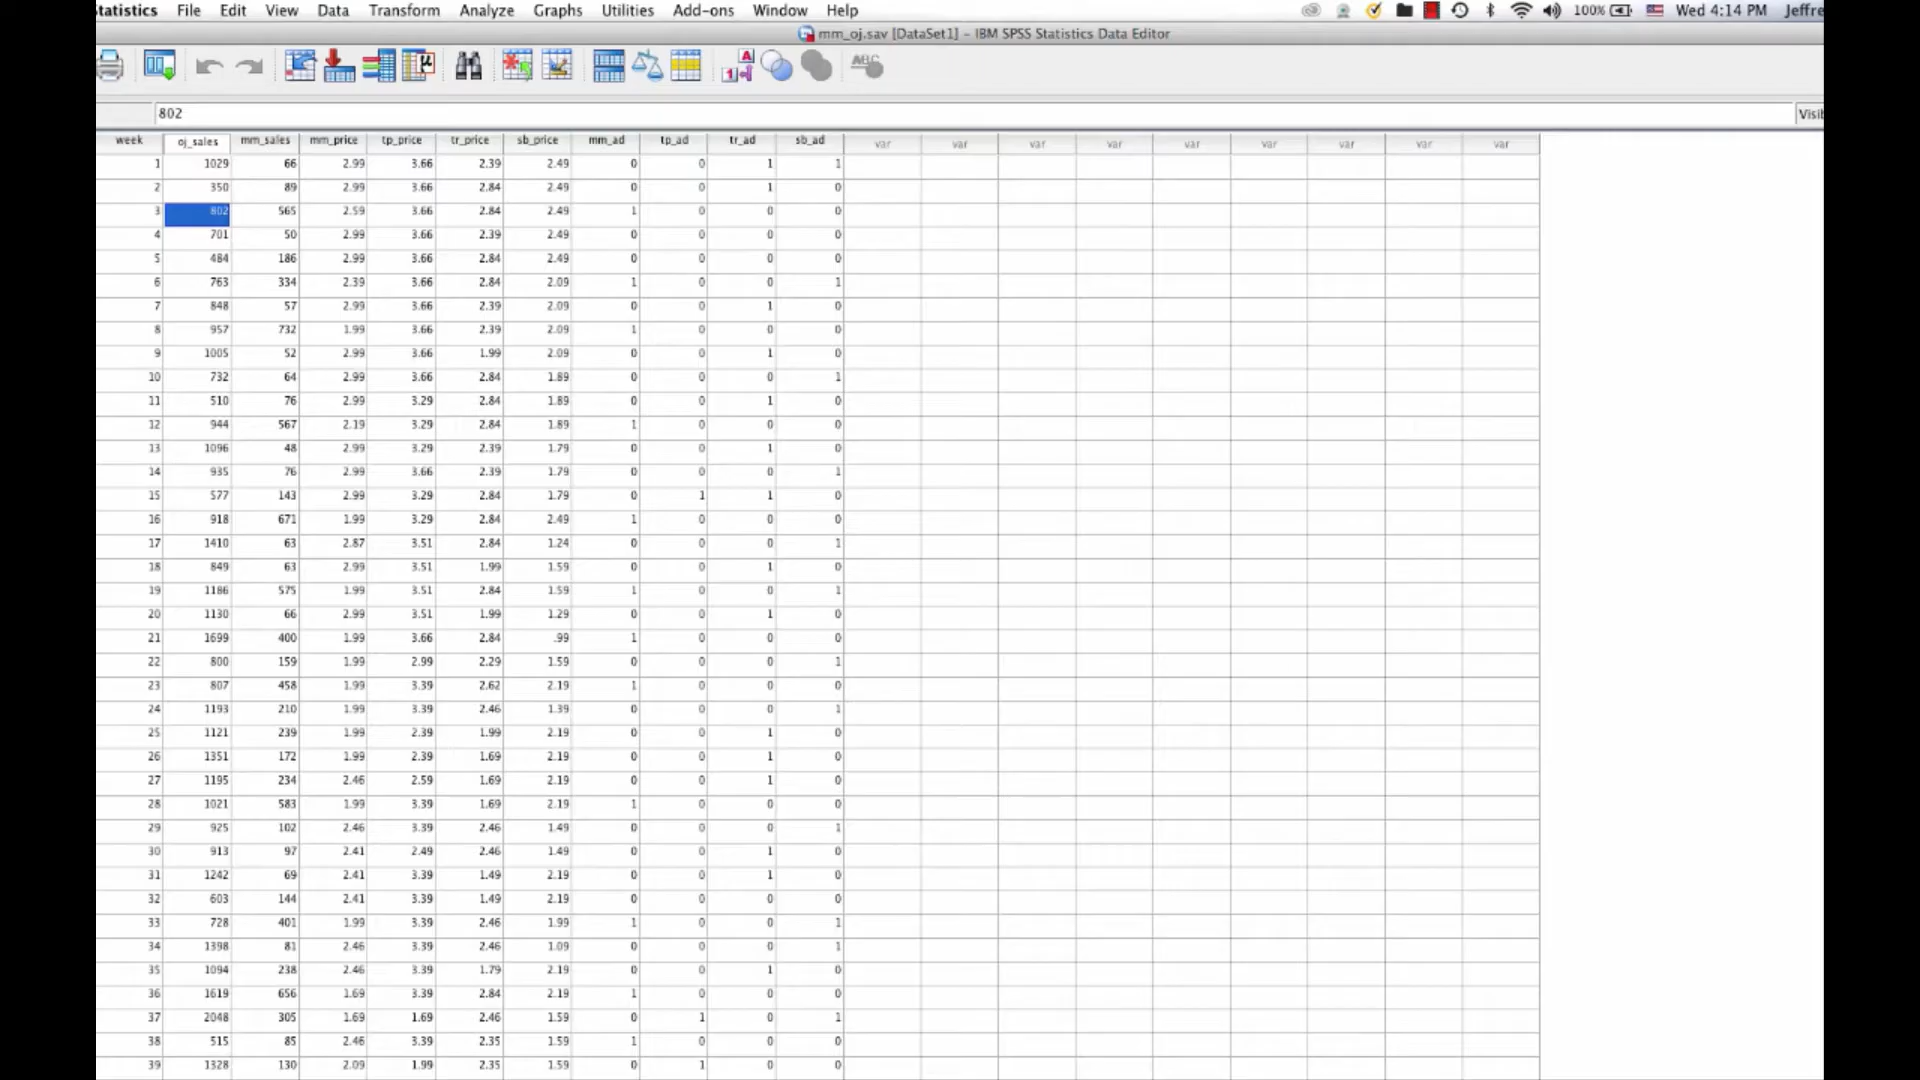 tatistics File Edit View Data Transform Analyze Graphs Utilities Add-ons Window Help 100% Wed 4:14 PM Jeffre
mm_oj.sav [DataSet1] – IBM SPSS Statistics Data Editor
802 Visib
week oj_sales mm_sales mm_price tp_price tr_price sb_price mm_ad tp_ad tr_ad sb_ad var var var var var var var var var
1 1029 66 2.99 3.66 2.39 2.49 0 0 1 1
2 350 89 2.99 3.66 2.84 2.49 0 0 1 0
3 802 565 2.59 3.66 2.84 2.49 1 0 0 0
4 701 50 2.99 3.66 2.39 2.49 0 0 0 0
5 484 186 2.99 3.66 2.84 2.49 0 0 0 0
6 763 334 2.39 3.66 2.84 2.09 1 0 0 1
7 848 57 2.99 3.66 2.39 2.09 0 0 1 0
8 957 732 1.99 3.66 2.39 2.09 1 0 0 0
9 1005 52 2.99 3.66 1.99 2.09 0 0 1 0
10 732 64 2.99 3.66 2.84 1.89 0 0 0 1
11 510 76 2.99 3.29 2.84 1.89 0 0 1 0
12 944 567 2.19 3.29 2.84 1.89 1 0 0 0
13 1096 48 2.99 3.29 2.39 1.79 0 0 1 0
14 935 76 2.99 3.66 2.39 1.79 0 0 0 1
15 577 143 2.99 3.29 2.84 1.79 0 1 1 0
16 918 671 1.99 3.29 2.84 2.49 1 0 0 0
17 1410 63 2.87 3.51 2.84 1.24 0 0 0 1
18 849 63 2.99 3.51 1.99 1.59 0 0 1 0
19 1186 575 1.99 3.51 2.84 1.59 1 0 0 1
20 1130 66 2.99 3.51 1.99 1.29 0 0 1 0
21 1699 400 1.99 3.66 2.84 .99 1 0 0 0
22 800 159 1.99 2.99 2.29 1.59 0 0 0 1
23 807 458 1.99 3.39 2.62 2.19 1 0 0 0
24 1193 210 1.99 3.39 2.46 1.39 0 0 0 1
25 1121 239 1.99 2.39 1.99 2.19 0 0 1 0
26 1351 172 1.99 2.39 1.69 2.19 0 0 1 0
27 1195 234 2.46 2.59 1.69 2.19 0 0 1 0
28 1021 583 1.99 3.39 1.69 2.19 1 0 0 0
29 925 102 2.46 3.39 2.46 1.49 0 0 0 1
30 913 97 2.41 2.49 2.46 1.49 0 0 1 0
31 1242 69 2.41 3.39 1.49 2.19 0 0 1 0
32 603 144 2.41 3.39 1.49 2.19 0 0 0 0
33 728 401 1.99 3.39 2.46 1.99 1 0 0 1
34 1398 81 2.46 3.39 2.46 1.09 0 0 0 1
35 1094 238 2.46 3.39 1.79 2.19 0 0 1 0
36 1619 656 1.69 3.39 2.84 2.19 1 0 0 0
37 2048 305 1.69 1.69 2.46 1.59 0 1 0 1
38 515 85 2.46 3.39 2.35 1.59 1 0 0 0
39 1328 130 2.09 1.99 2.35 1.59 0 1 0 0